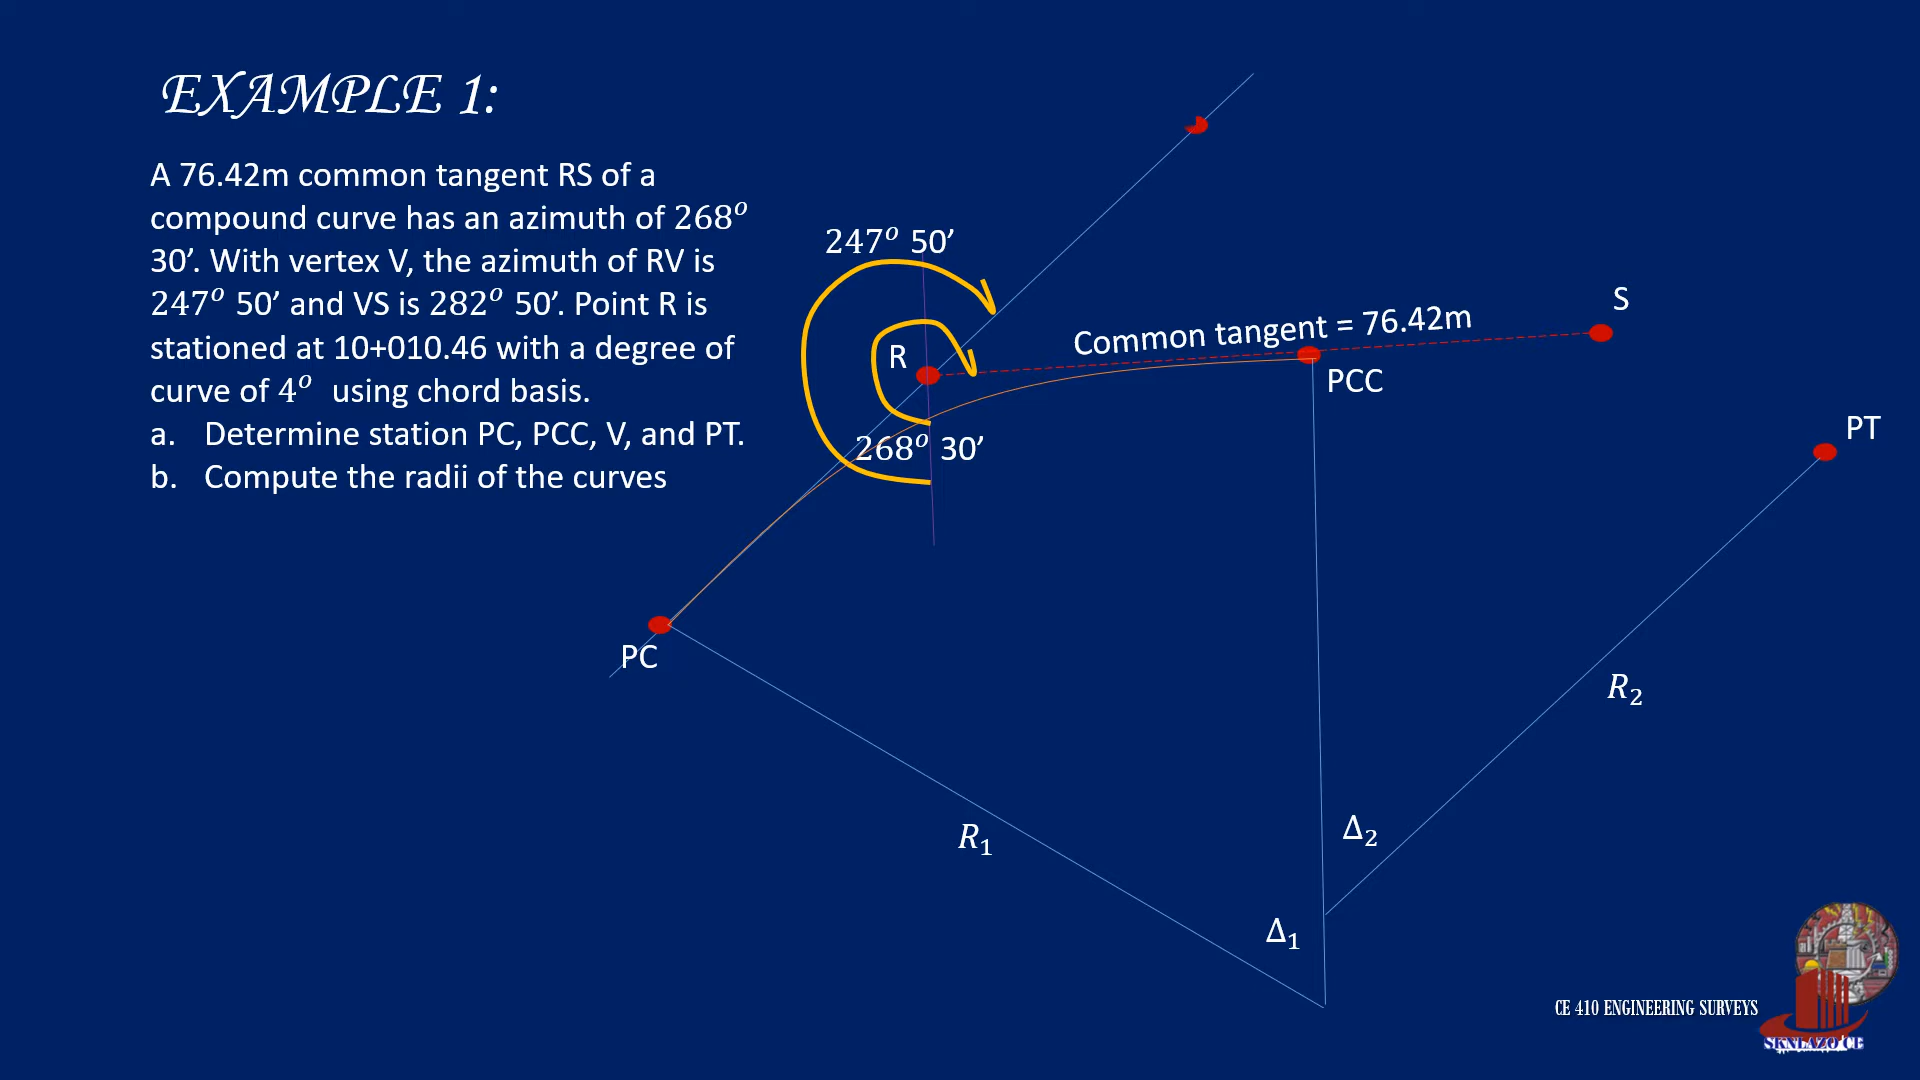 EXAMPLE 1:
A 76.42m common tangent RS of a
compound curve has an azimuth of 268°
30’. With vertex V, the azimuth of RV is
247° 50’ and VS is 282° 50’. Point R is
stationed at 10+010.46 with a degree of
curve of 4° using chord basis.
a. Determine station PC, PCC, V, and PT.
b. Compute the radii of the curves
247° 50’
R
268° 30’
Common tangent = 76.42m
S
PCC
PT
PC
R₂
R₁
Δ₂
Δ₁
CE 410 ENGINEERING SURVEYS
SKNLAZO CE